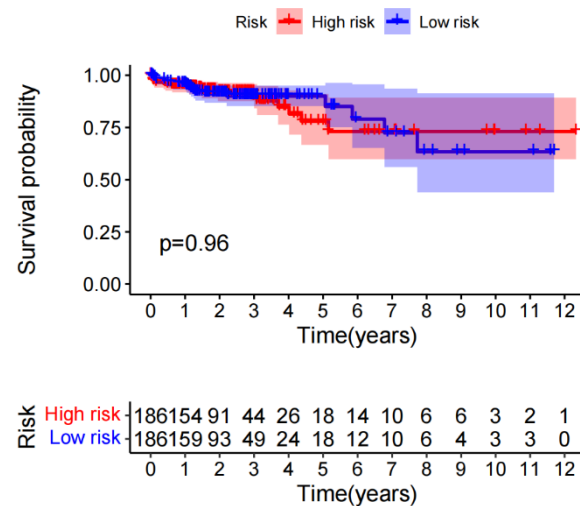 Risk High risk Low risk
Survival probability
1.00
0.75
0.50
0.25
0.00
p=0.96
0 1 2 3 4 5 6 7 8 9 10 11 12
Time(years)
Risk
High risk 186 154 91 44 26 18 14 10 6 6 3 2 1
Low risk 186 159 93 49 24 18 12 10 6 4 3 3 0
0 1 2 3 4 5 6 7 8 9 10 11 12
Time(years)